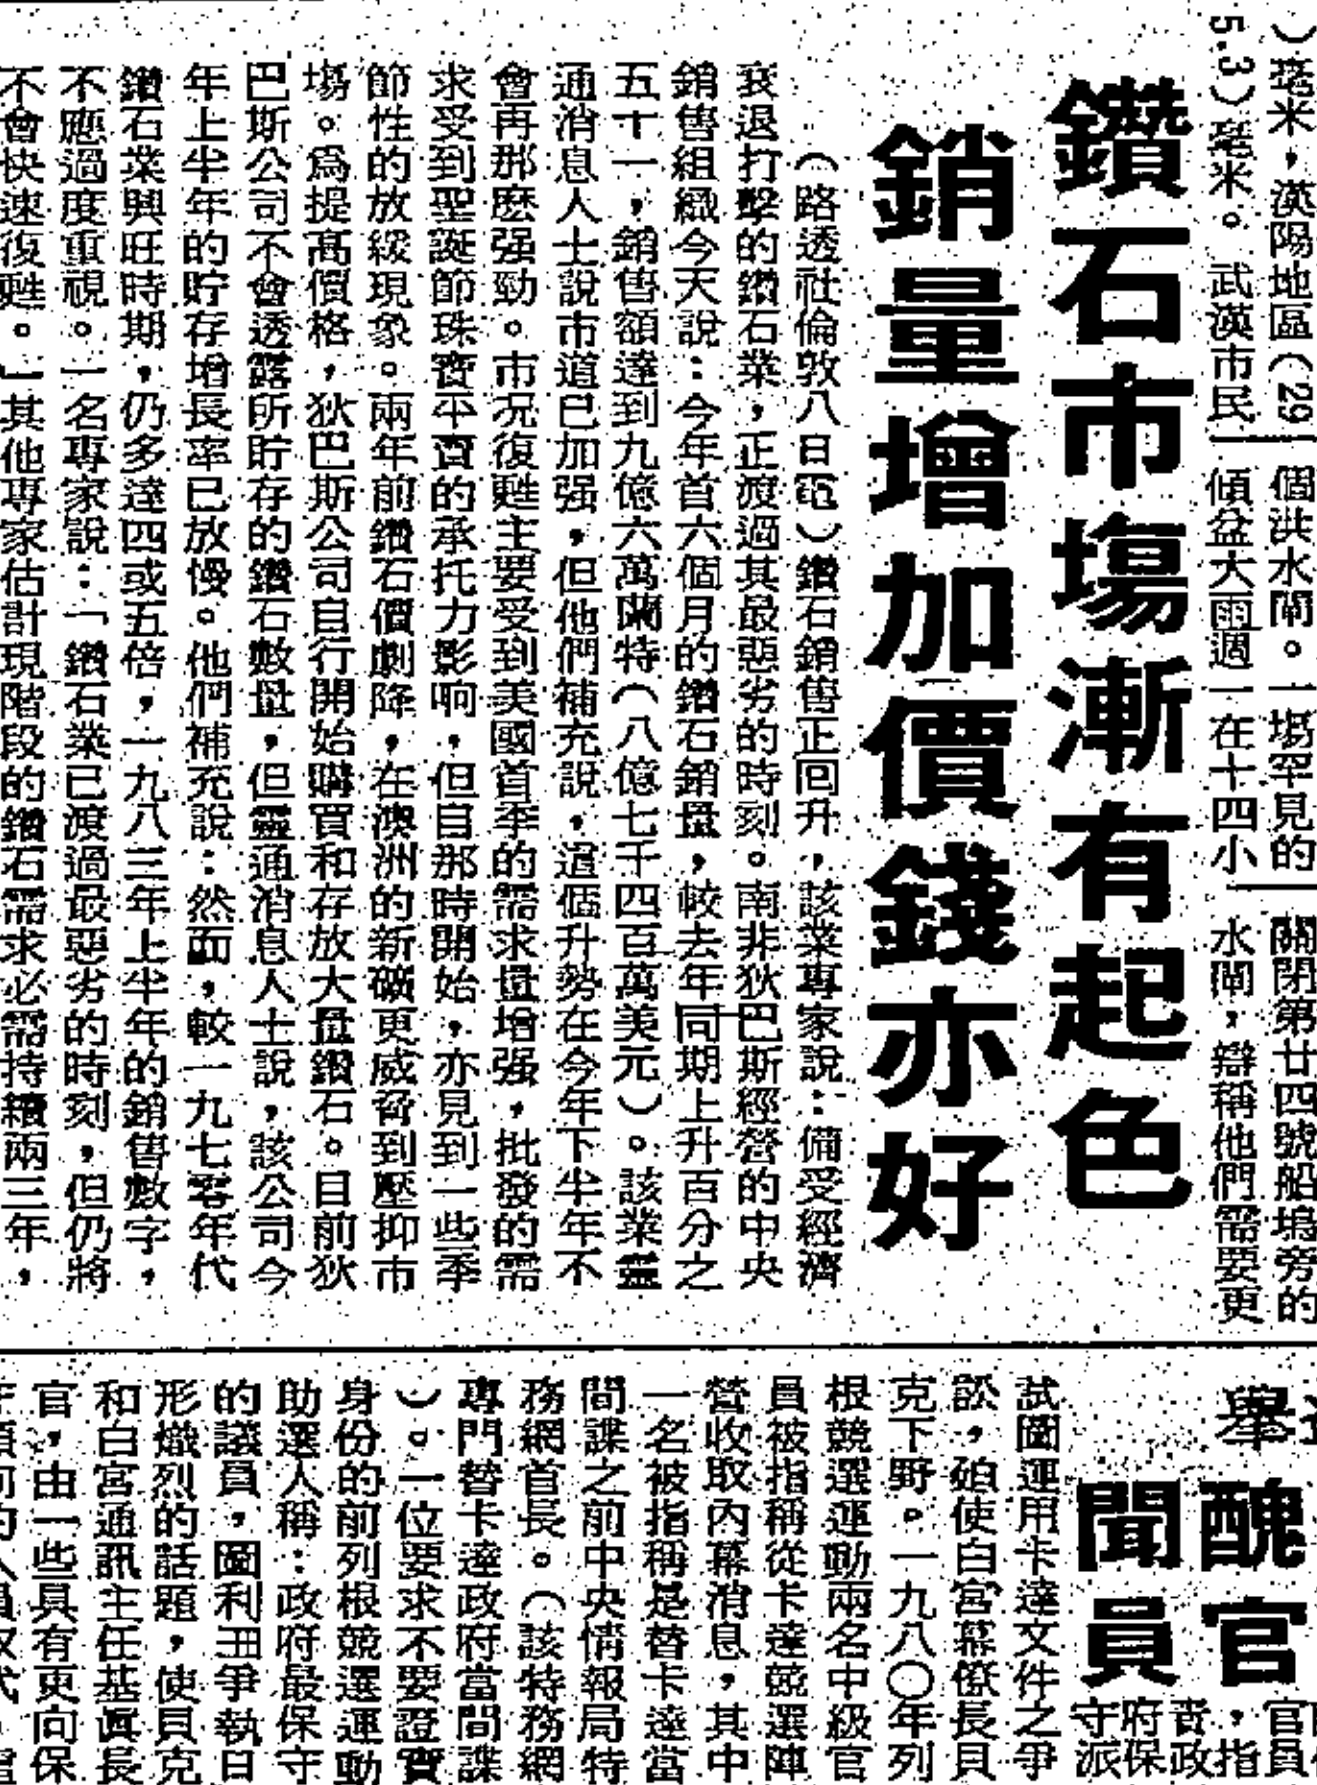 ）毫米，漢陽地區（29
5.3）毫米。武漢市民
個洪水閘。一塲罕見的
傾盆大雨週一在十四小
關閉第廿四號船塢旁的
水閘，辯稱他們需要更
鑽石市塲漸有起色
銷量增加價錢亦好
（路透社倫敦八日電）鑽石銷售正回升，該業專家說：備受經濟
衰退打擊的鑽石業，正渡過其最惡劣的時刻。南非狄巴斯經營的中央
銷售組織今天說：今年首六個月的鑽石銷量，較去年同期上升百分之
五十一，銷售額達到九億六萬蘭特（八億七千四百萬美元）。該業靈
通消息人士說市道已加强，但他們補充說，這個升勢在今年下半年不
會再那麽强勁。市况復甦主要受到美國首季的需求量增强，批發的需
求受到聖誕節珠寶平賣的承托力影响，但自那時開始，亦見到一些季
節性的放緩現象。兩年前鑽石價劇降，在澳洲的新礦更威脅到壓抑市
塲。爲提高價格，狄巴斯公司自行開始購買和存放大量鑽石。目前狄
巴斯公司不會透露所貯存的鑽石數量，但靈通消息人士說，該公司今
年上半年的貯存增長率已放慢。他們補充說：然而，較一九七零年代
鑽石業興旺時期，仍多達四或五倍，一九八三年上半年的銷售數字，
不應過度重視。一名專家說：「鑽石業已渡過最惡劣的時刻，但仍將
不會快速復甦。」其他專家估計現階段的鑽石需求必需持續兩三年，
醜官
聞員
官員
，指
責政
府保
守派
試圖運用卡達文件之爭
訟，廹使白宮幕僚長貝
克下野。一九八〇年列
根競選運動兩名中級官
員被指稱從卡達競選陣
營收取內幕消息，其中
一名被指稱是替卡達當
間諜之前中央情報局特
務網首長。（該特務網
專門替卡達政府當間諜
）。一位要求不要證實
身份的前列根競選運動
助選人稱：政府最保守
的議員，圖利用爭執日
形熾烈的話題，使貝克
和白宮通訊主任基眞長
官，由一些具有更向保